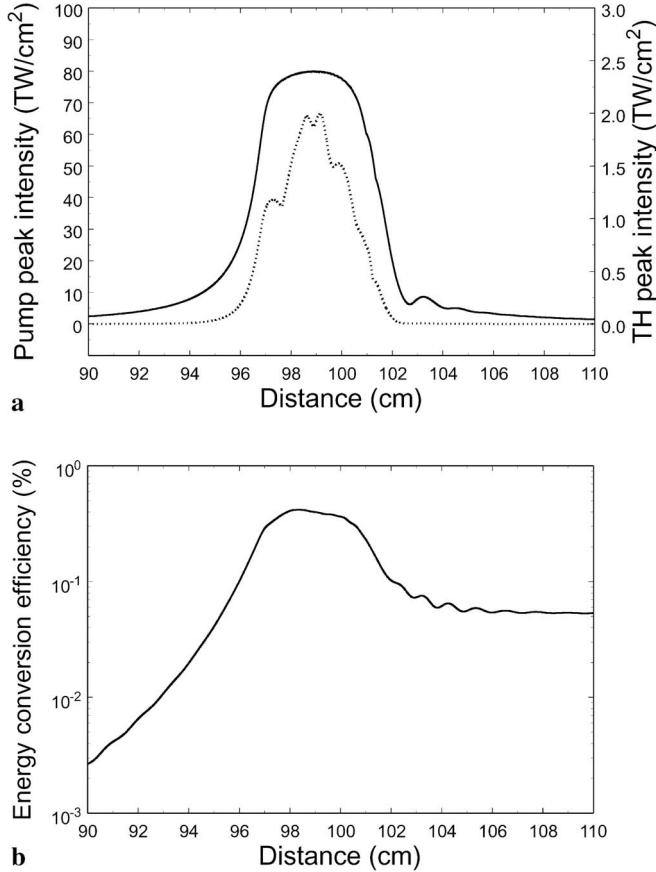 100
90
80
70
60
50
40
30
20
10
0
Pump peak intensity (TW/cm²)
3.0
2.5
2.0
1.5
1.0
0.5
0.0
TH peak intensity (TW/cm²)
90 92 94 96 98 100 102 104 106 108 110
Distance (cm)
a
10⁰
10⁻¹
10⁻²
10⁻³
Energy conversion efficiency (%)
90 92 94 96 98 100 102 104 106 108 110
Distance (cm)
b